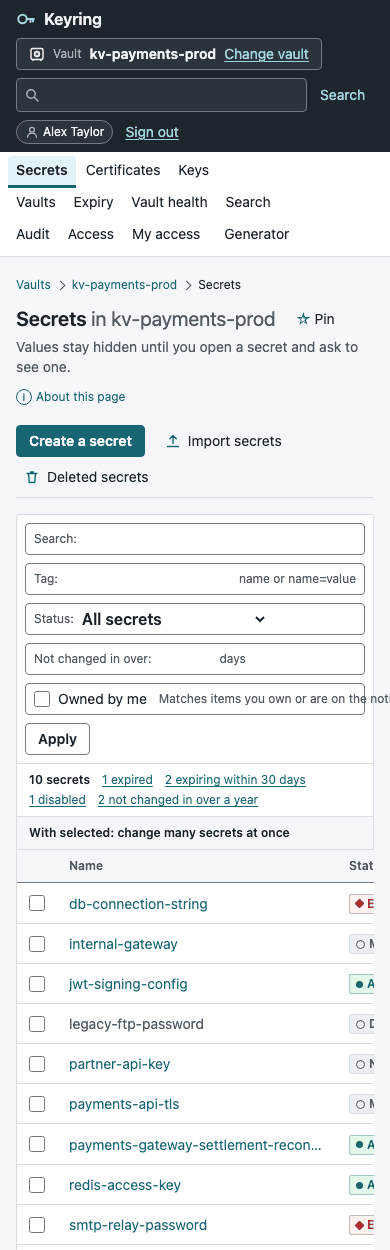 Keyring
Vault kv-payments-prod Change vault
Search
Alex Taylor Sign out
Secrets Certificates Keys
Vaults Expiry Vault health Search
Audit Access My access Generator
Vaults kv-payments-prod Secrets
Secrets in kv-payments-prod Pin
Values stay hidden until you open a secret and ask to
see one.
About this page
Create a secret Import secrets
Deleted secrets
Search:
Tag: name or name=value
Status: All secrets
Not changed in over: days
Owned by me Matches items you own or are on the
Apply
10 secrets 1 expired 2 expiring within 30 days
1 disabled 2 not changed in over a year
With selected: change many secrets at once
Name
db-connection-string
internal-gateway
jwt-signing-config
legacy-ftp-password
partner-api-key
payments-api-tls
payments-gateway-settlement-recon...
redis-access-key
smtp-relay-password